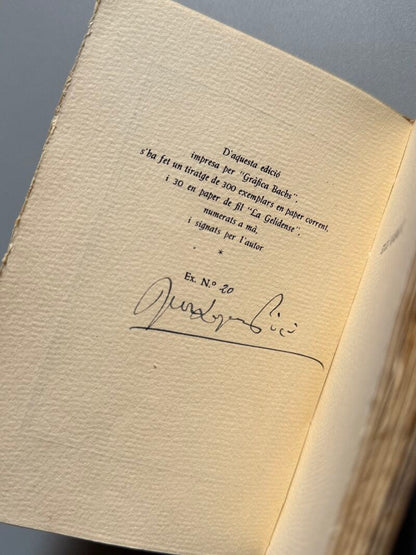 D'aquesta edició
impresa per "Gràfica Bachs",
s'ha fet un tiratge de 300 exemplars en paper corrent,
i 30 en paper de fil "La Gelidense",
numerats a mà,
i signats per l'autor
* *
Ex. N.º 20